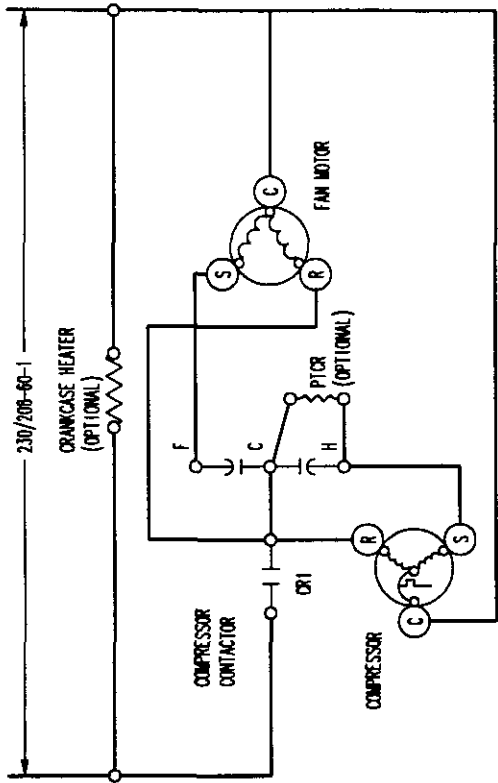 230/208-60-1
CRANKCASE HEATER
(OPTIONAL)
COMPRESSOR
CONTACTOR
CR1
F
C
H
PTCR
(OPTIONAL)
S
C
R
FAN MOTOR
COMPRESSOR
C
R
S